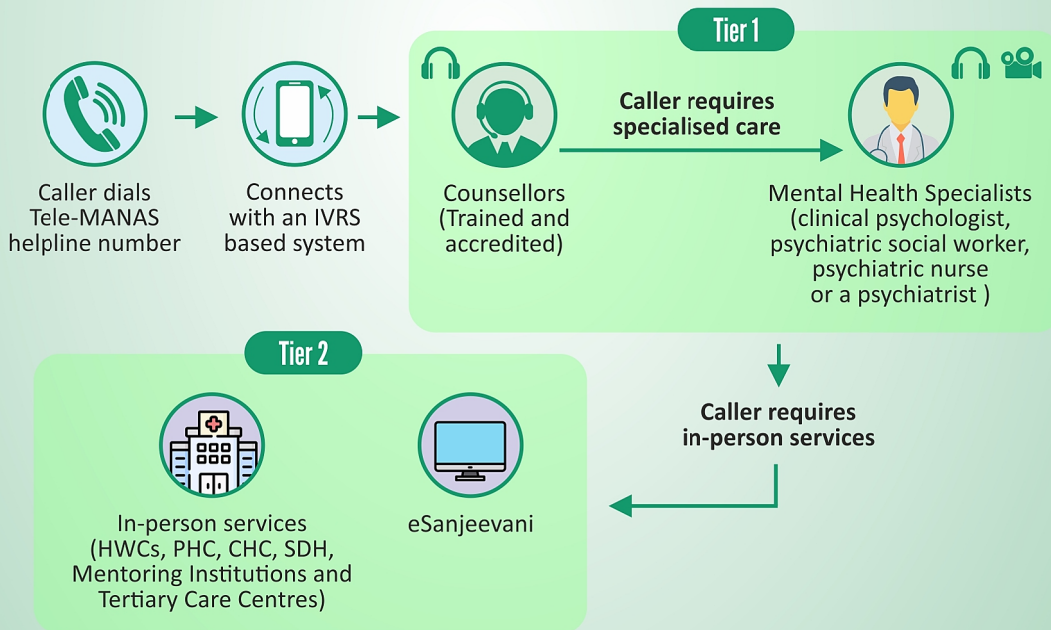 Tier 1
Caller dials
Tele-MANAS
helpline number
Connects
with an IVRS
based system
Counsellors
(Trained and
accredited)
Caller requires
specialised care
Mental Health Specialists
(clinical psychologist,
psychiatric social worker,
psychiatric nurse
or a psychiatrist )
Caller requires
in-person services
Tier 2
In-person services
(HWCs, PHC, CHC, SDH,
Mentoring Institutions and
Tertiary Care Centres)
eSanjeevani